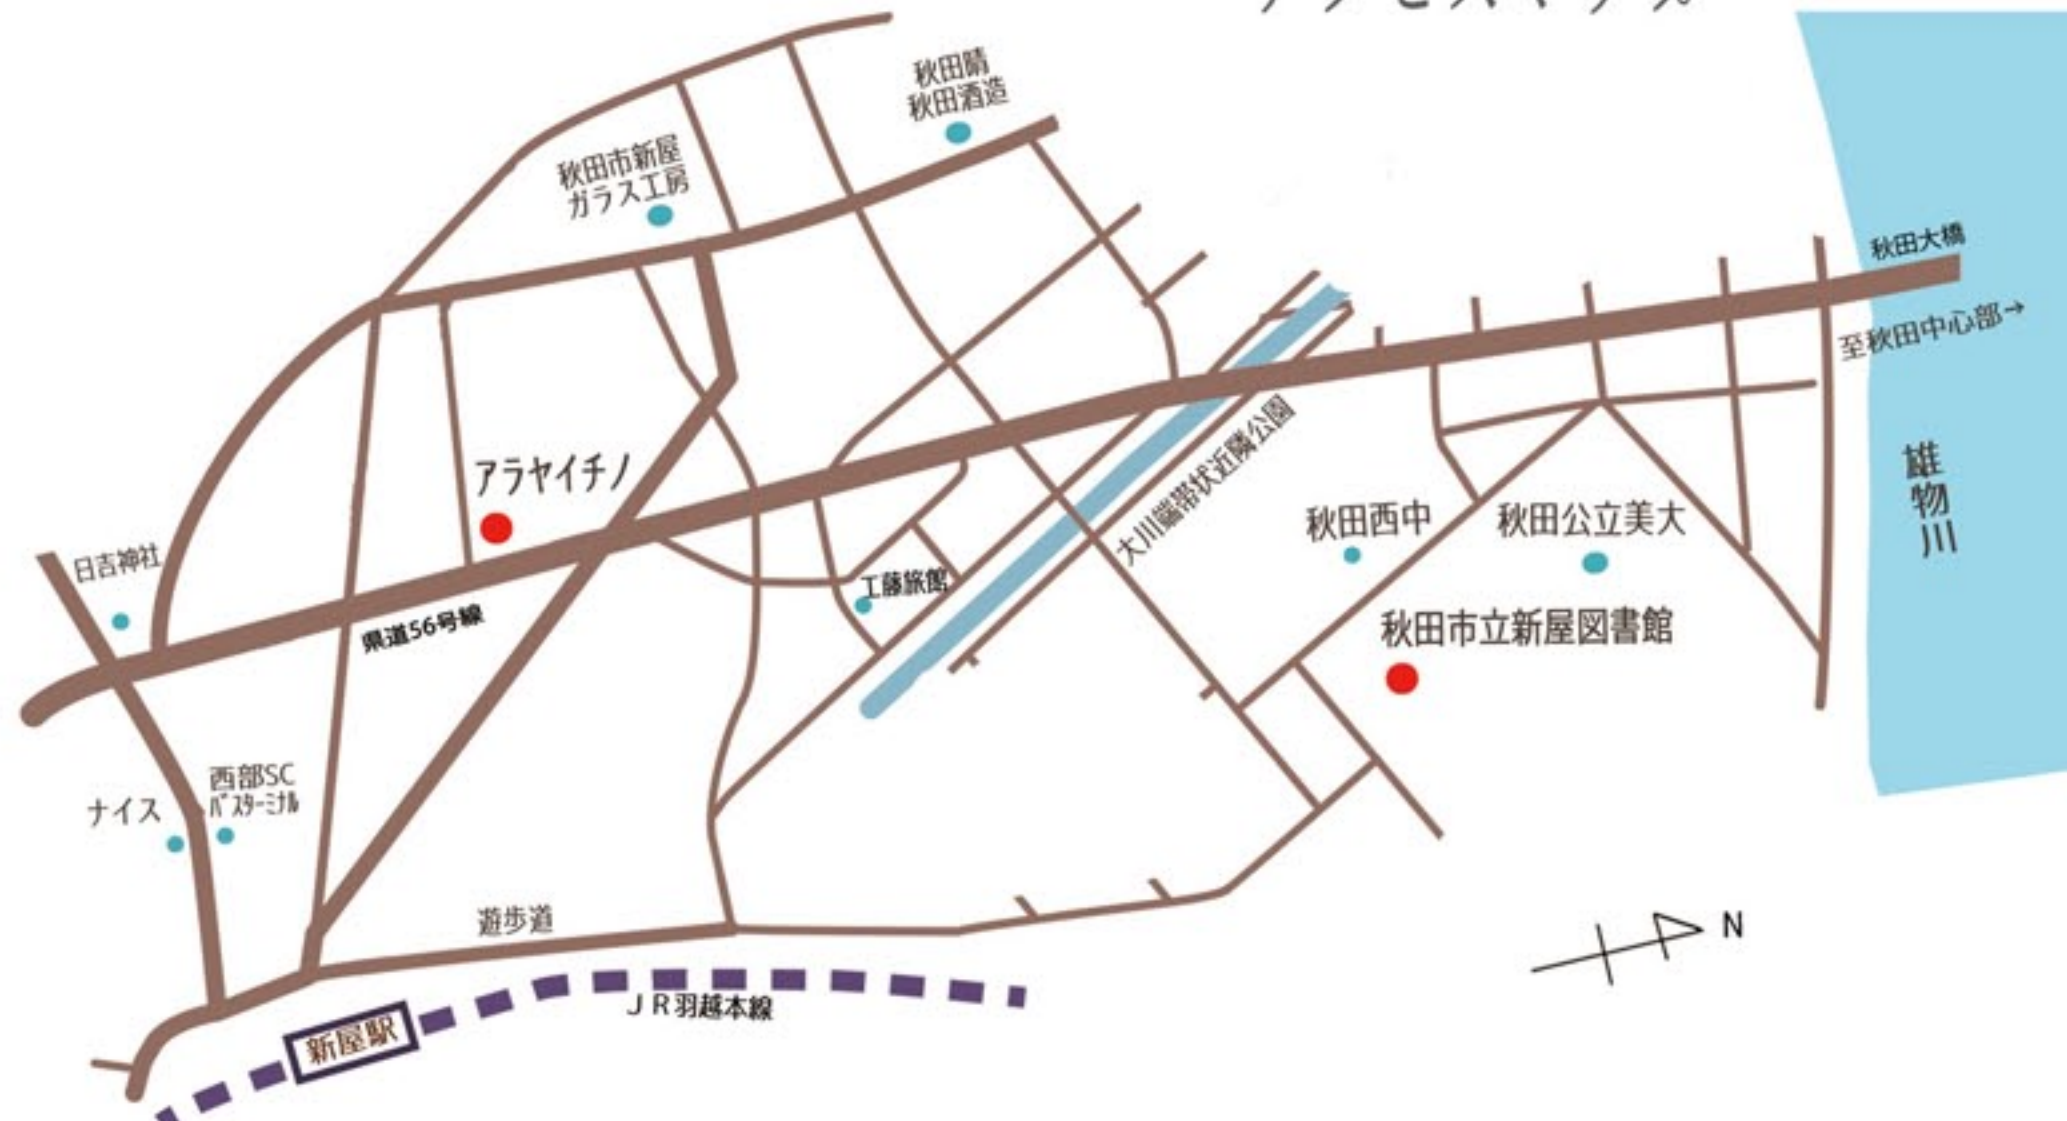 秋田晴
秋田酒造
秋田市新屋
ガラス工房
秋田大橋
至秋田中心部→
アラヤイチノ
大川端帯状近隣公園
雄物川
秋田西中
秋田公立美大
日吉神社
工藤旅館
県道56号線
秋田市立新屋図書館
西部SC
バスターミナル
ナイス
遊歩道
N
JR羽越本線
新屋駅